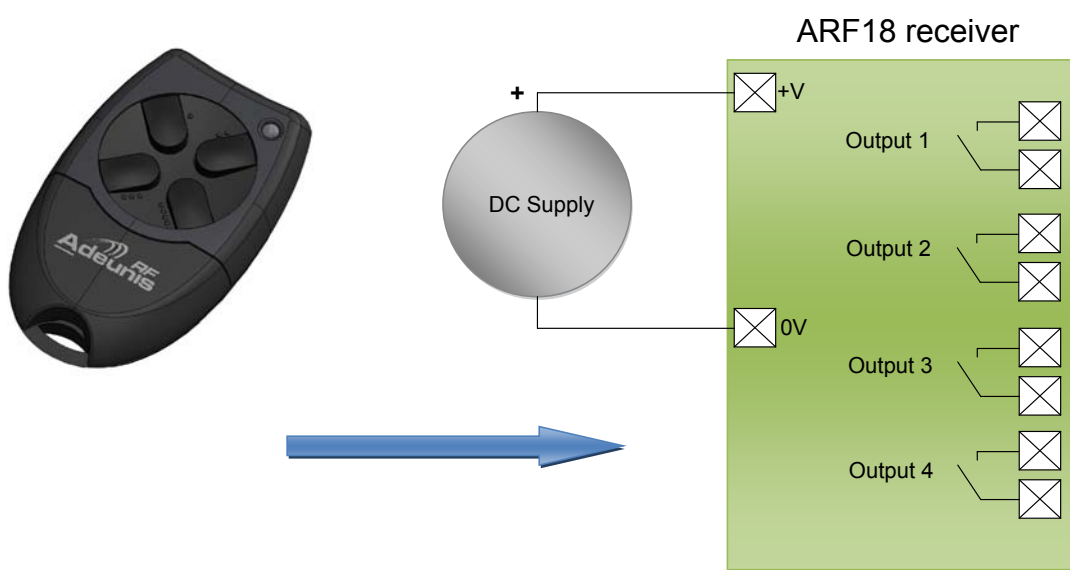 ARF18 receiver
+
+V
DC Supply
0V
Output 1
Output 2
Output 3
Output 4
Adeunis RF